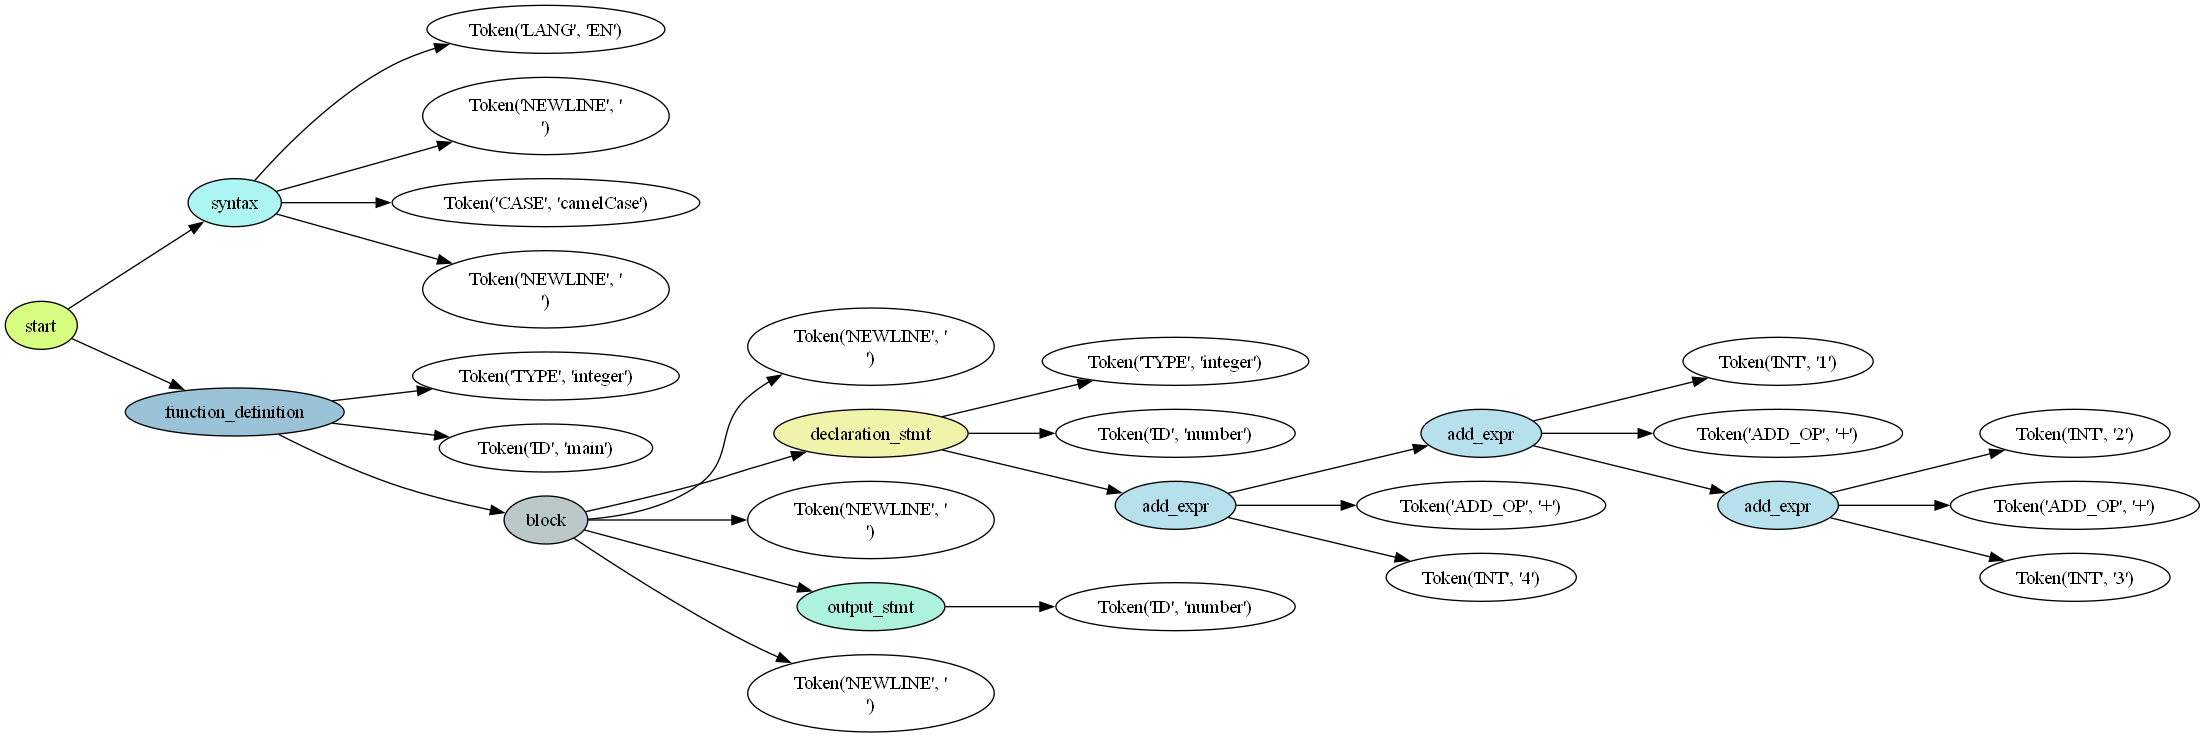 start
syntax
Token('LANG', 'EN')
Token('NEWLINE', '
')
Token('CASE', 'camelCase')
Token('NEWLINE', '
')
function_definition
Token('TYPE', 'integer')
Token('ID', 'main')
block
Token('NEWLINE', '
')
declaration_stmt
Token('TYPE', 'integer')
Token('ID', 'number')
add_expr
add_expr
Token('INT', '1')
Token('ADD_OP', '+')
add_expr
Token('INT', '2')
Token('ADD_OP', '+')
Token('INT', '3')
Token('ADD_OP', '+')
Token('INT', '4')
Token('NEWLINE', '
')
output_stmt
Token('ID', 'number')
Token('NEWLINE', '
')